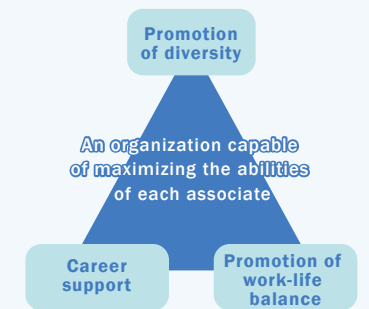 Promotion
of diversity
An organization capable
of maximizing the abilities
of each associate
Career
support
Promotion of
work-life
balance